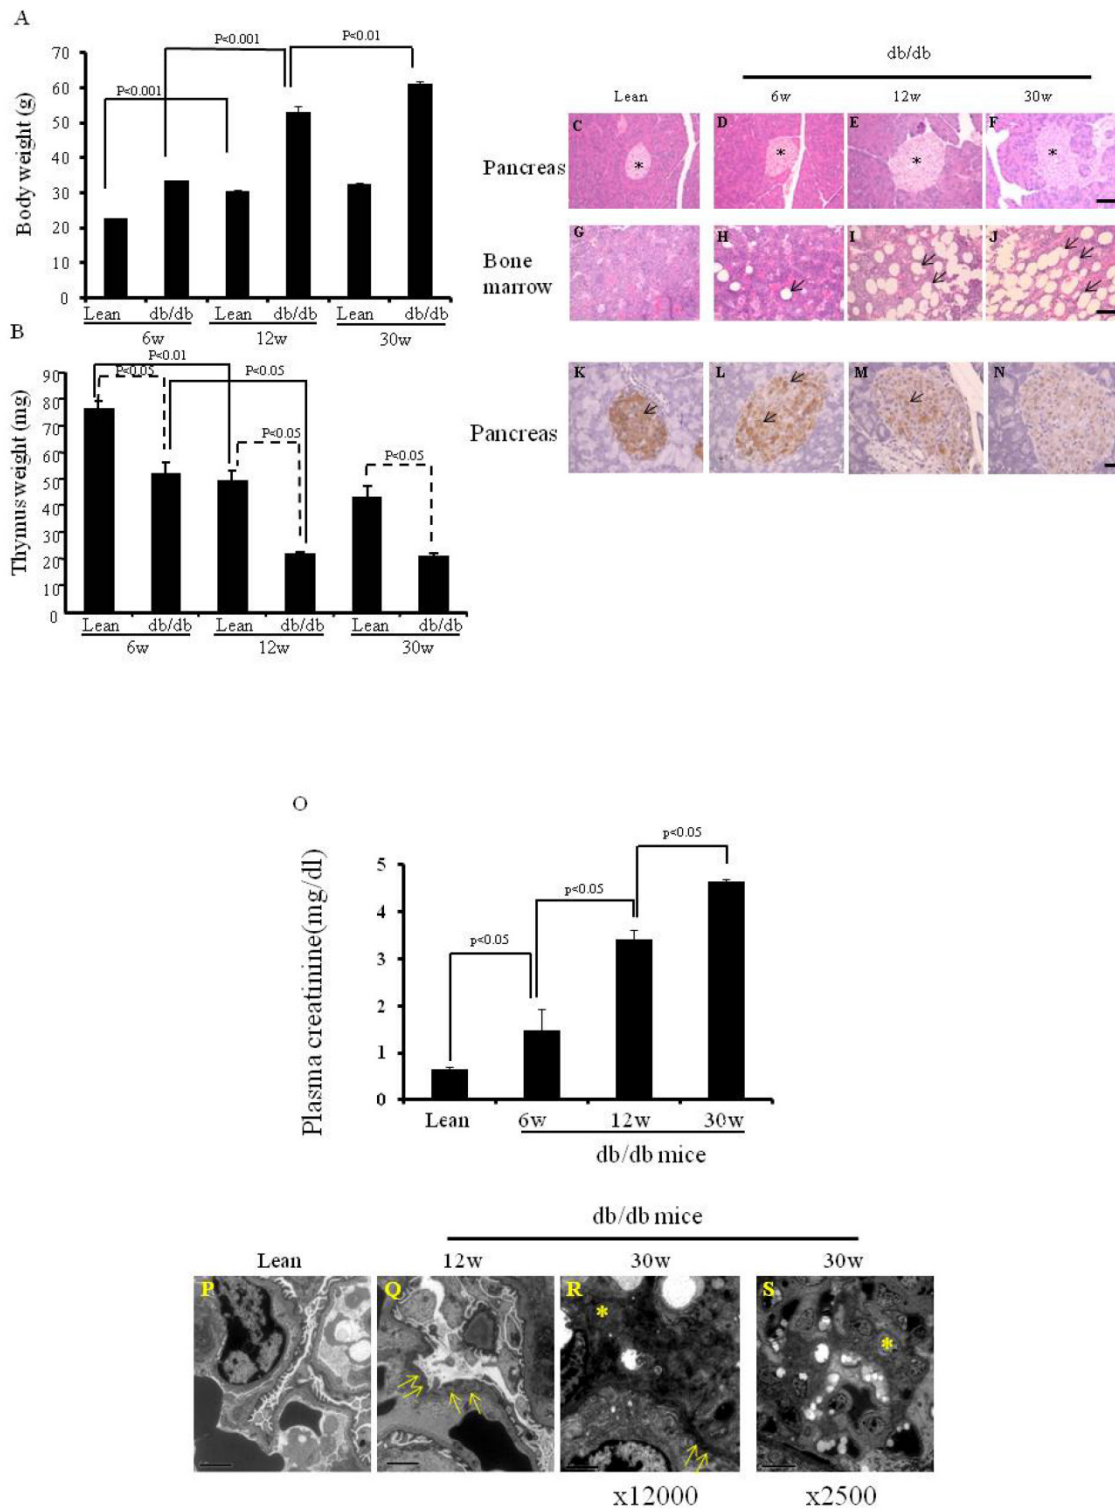 A
P<0.001
P<0.01
P<0.001
Body weight (g)
70
60
50
40
30
20
10
0
Lean
db/db
Lean
db/db
Lean
db/db
6w
12w
30w
B
P<0.01
P<0.05
P<0.05
P<0.05
P<0.05
Thymus weight (mg)
90
80
70
60
50
40
30
20
10
0
Lean
db/db
Lean
db/db
Lean
db/db
6w
12w
30w
db/db
Lean
6w
12w
30w
Pancreas
C
*
D
*
E
*
F
*
Bone
marrow
G
H
I
J
Pancreas
K
L
M
N
O
Plasma creatinine(mg/dl)
p<0.05
p<0.05
p<0.05
5
4
3
2
1
0
Lean
6w
12w
30w
db/db mice
db/db mice
Lean
12w
30w
30w
P
Q
R
*
S
*
x12000
x2500